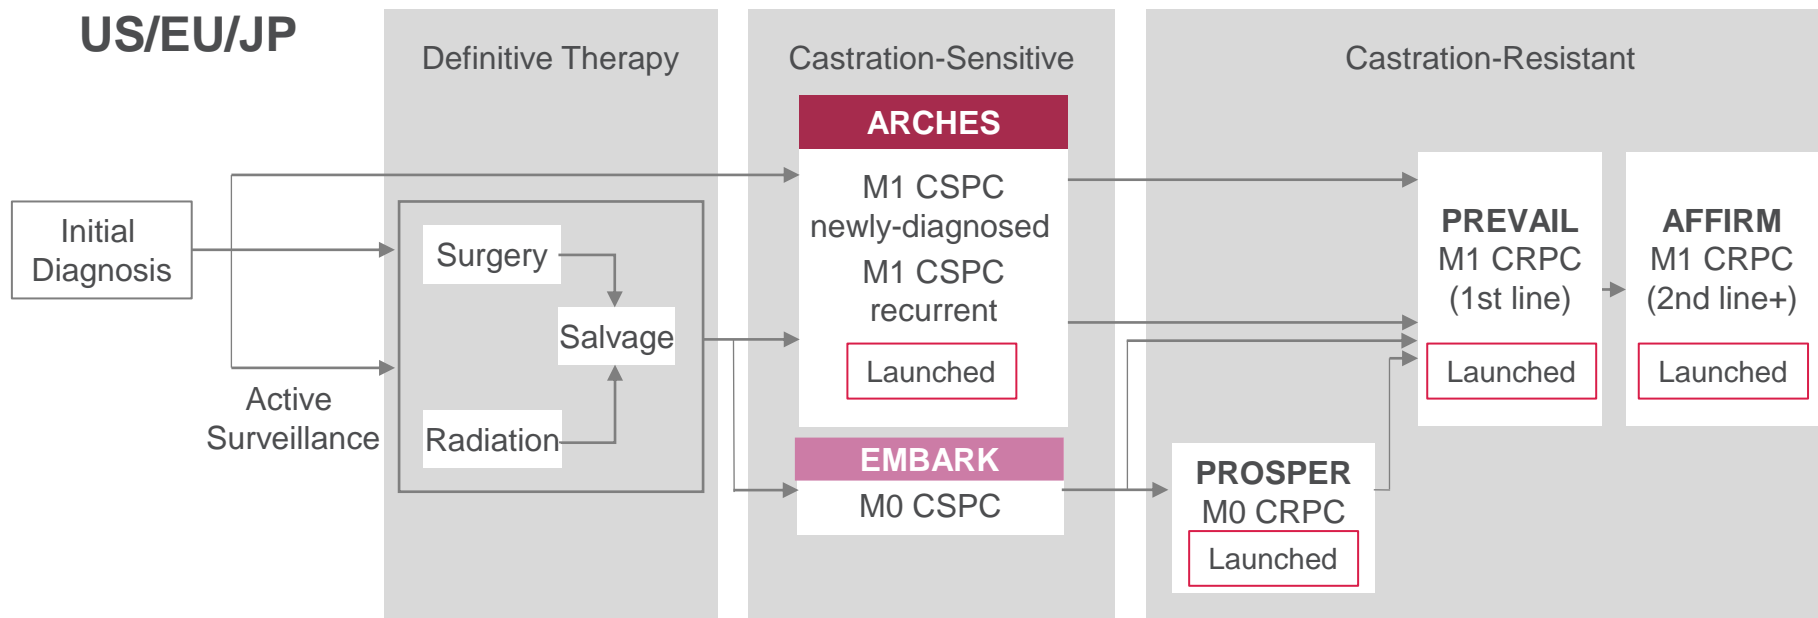 US/EU/JP
Definitive Therapy
Castration-Sensitive
Castration-Resistant
Initial
Diagnosis
Active
Surveillance
Surgery
Salvage
Radiation
ARCHES
M1 CSPC
newly-diagnosed
M1 CSPC
recurrent
Launched
EMBARK
M0 CSPC
PROSPER
M0 CRPC
Launched
PREVAIL
M1 CRPC
(1st line)
Launched
AFFIRM
M1 CRPC
(2nd line+)
Launched